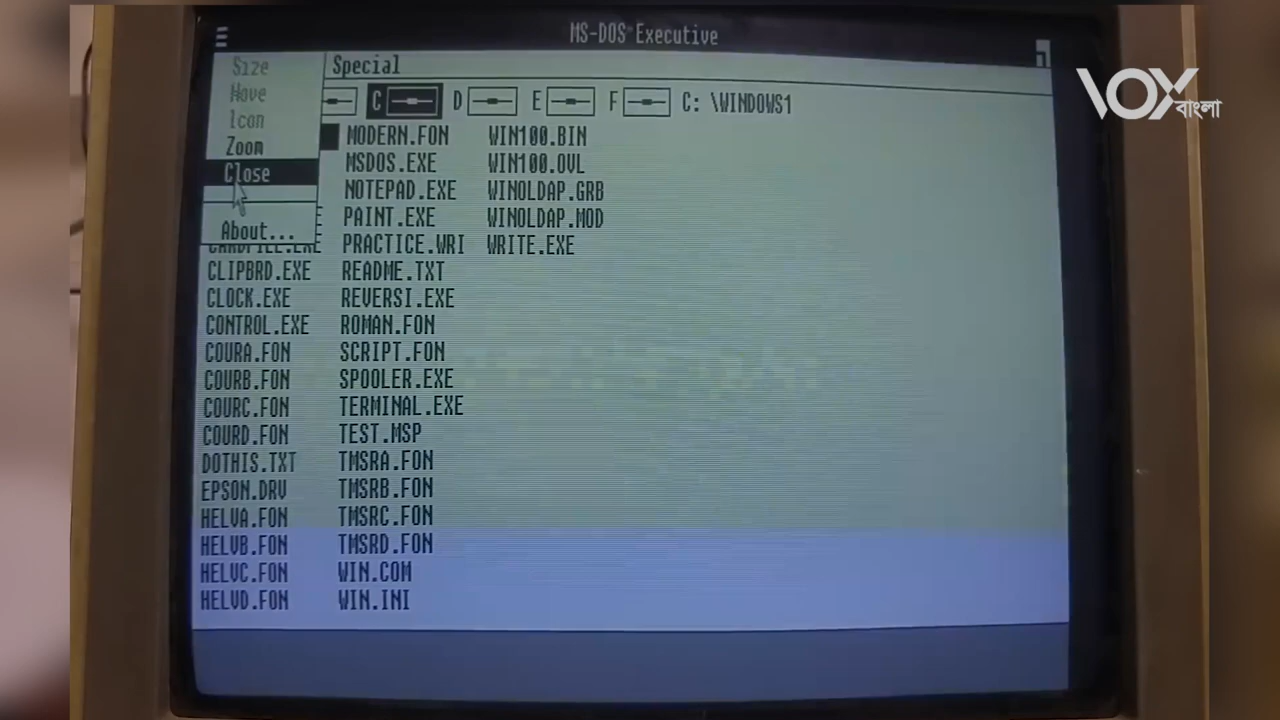 MS-DOS Executive
Size
Move
Icon
Zoom
Close
About...
Special
C D E F C: \WINDOWS1
VOX বাংলা
MODERN.FON WIN100.BIN
MSDOS.EXE WIN100.OVL
NOTEPAD.EXE WINOLDAP.GRB
PAINT.EXE WINOLDAP.MOD
CARDFILE.EXE PRACTICE.WRI WRITE.EXE
CLIPBRD.EXE README.TXT
CLOCK.EXE REVERSI.EXE
CONTROL.EXE ROMAN.FON
COURA.FON SCRIPT.FON
COURB.FON SPOOLER.EXE
COURC.FON TERMINAL.EXE
COURD.FON TEST.MSP
DOTHIS.TXT TMSRA.FON
EPSON.DRV TMSRB.FON
HELVA.FON TMSRC.FON
HELVB.FON TMSRD.FON
HELVC.FON WIN.COM
HELVD.FON WIN.INI